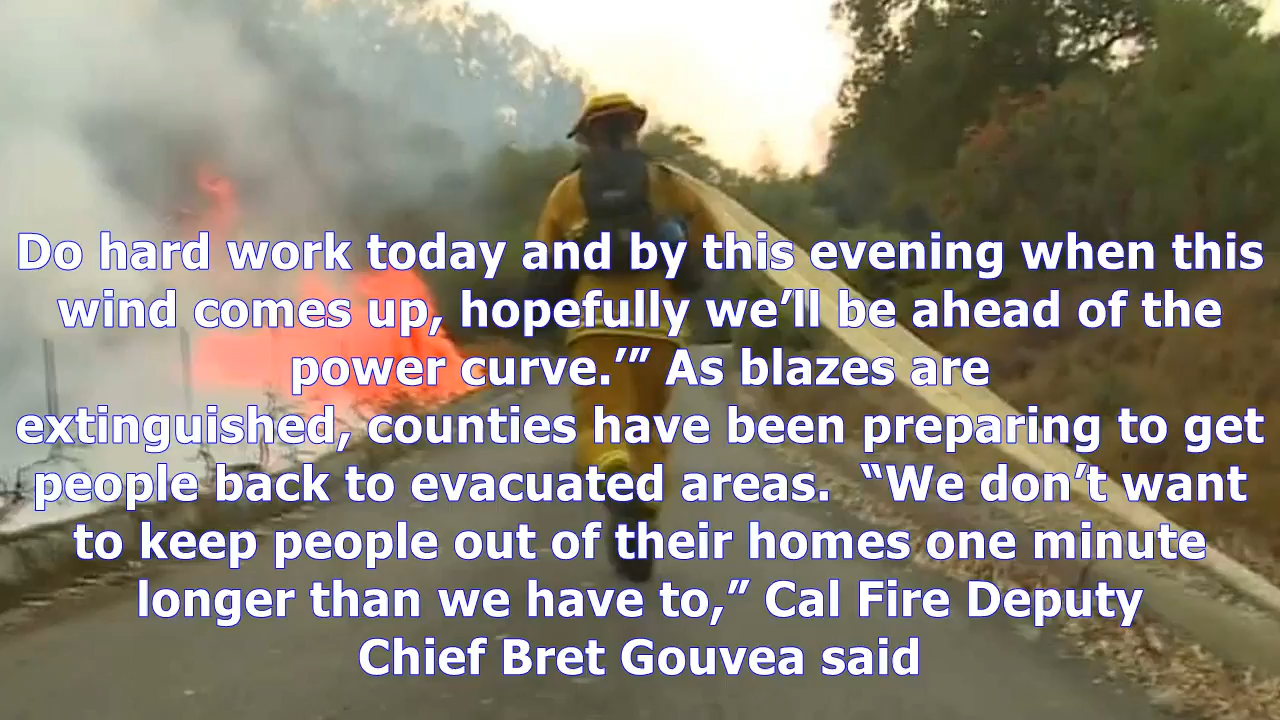 Do hard work today and by this evening when this
wind comes up, hopefully we’ll be ahead of the
power curve.’” As blazes are
extinguished, counties have been preparing to get
people back to evacuated areas.  “We don’t want
to keep people out of their homes one minute
longer than we have to,” Cal Fire Deputy
Chief Bret Gouvea said